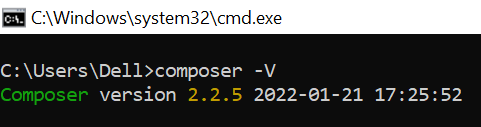 C:\Windows\system32\cmd.exe
C:\Users\Dell>composer -V
Composer version 2.2.5 2022-01-21 17:25:52